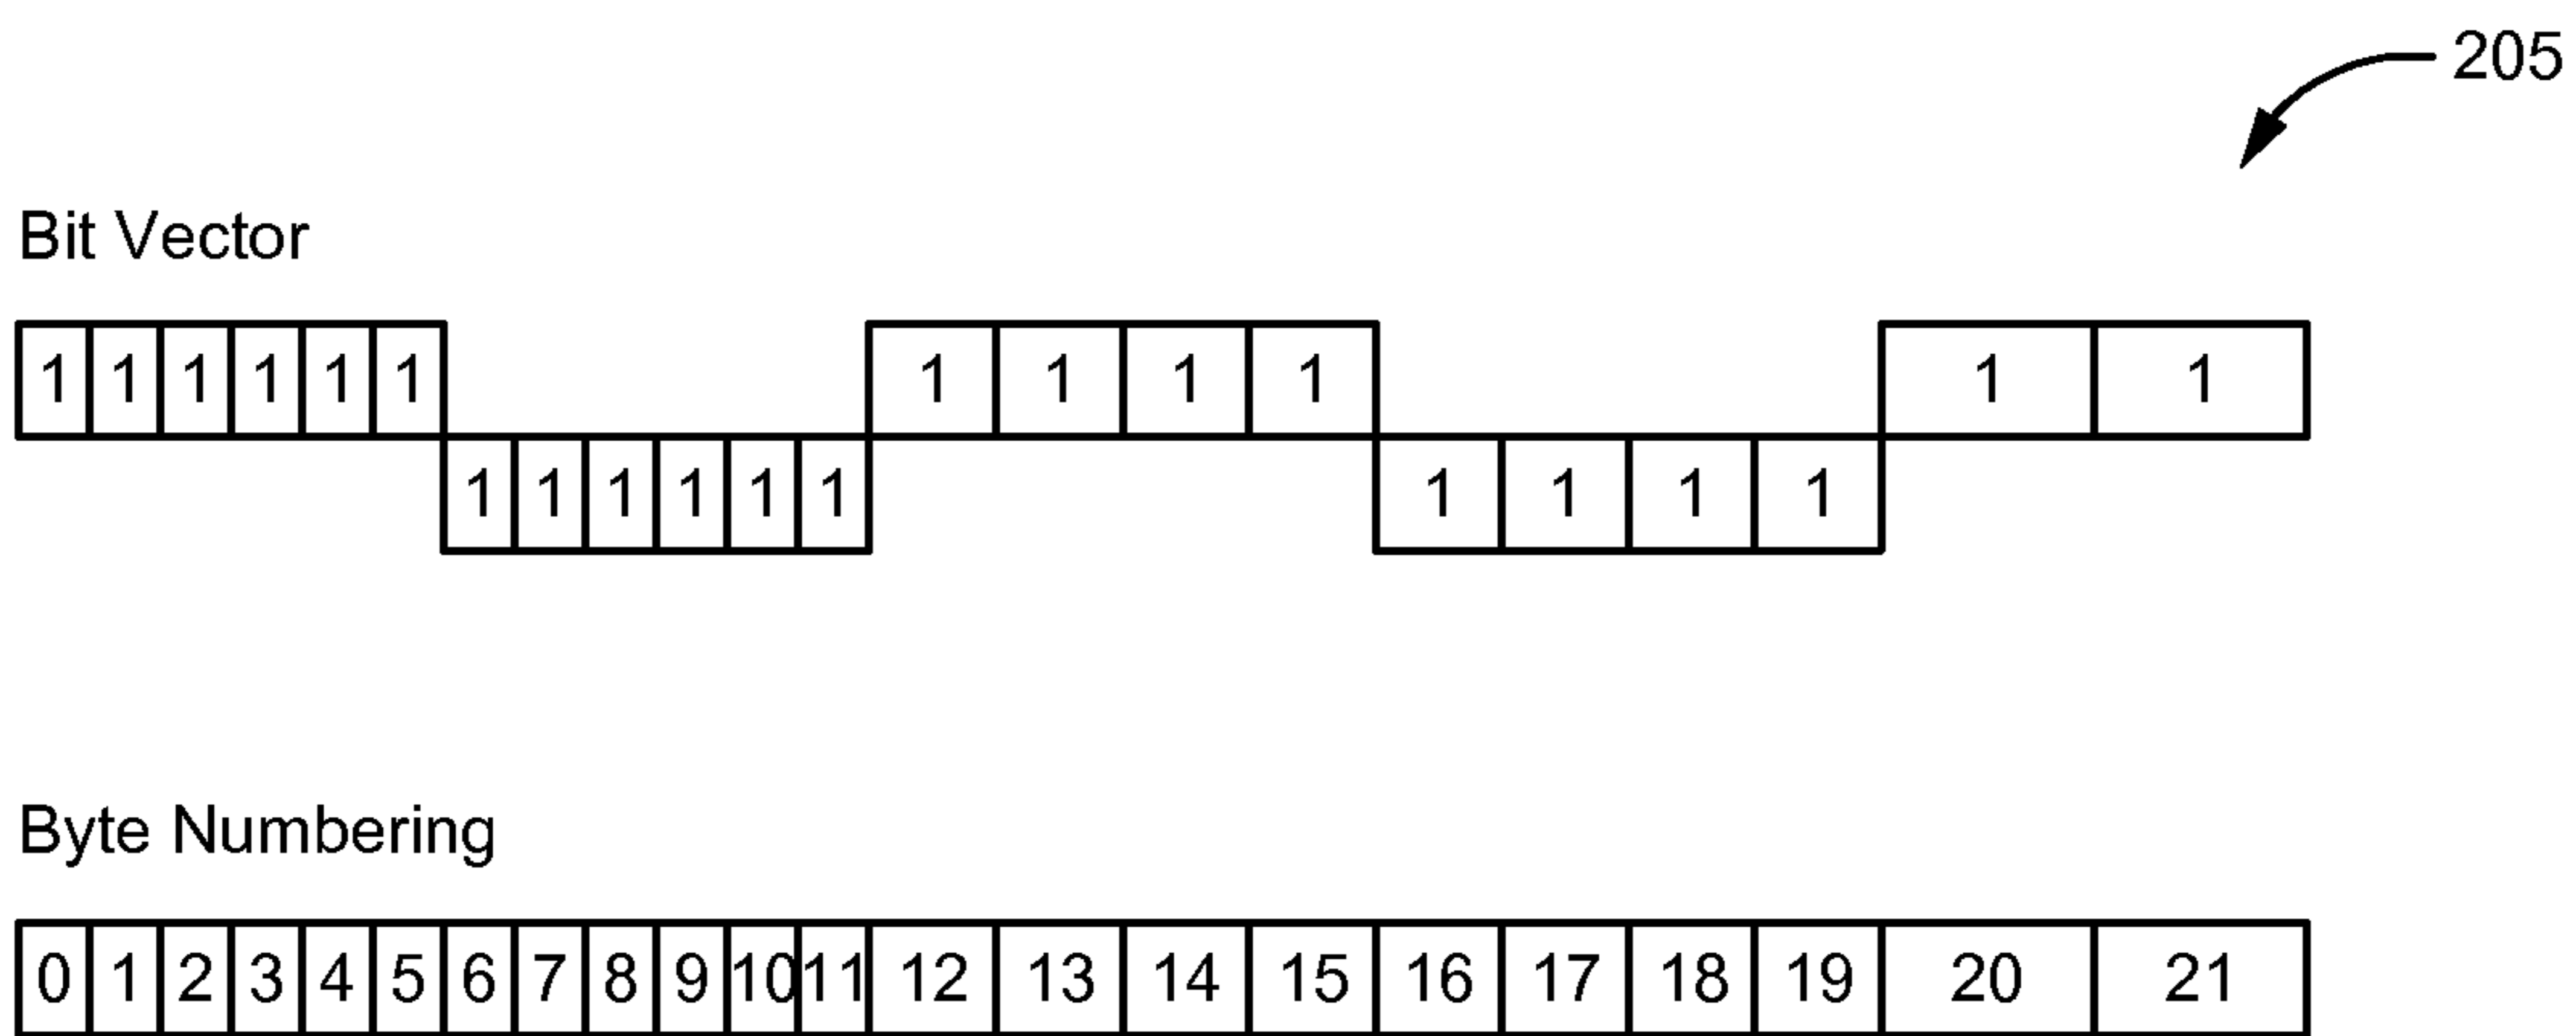 205
Bit Vector
1 1 1 1 1 1 1 1 1 1 1 1
1 1 1 1 1 1 1 1 1 1
Byte Numbering
0 1 2 3 4 5 6 7 8 9 10 11 12 13 14 15 16 17 18 19 20 21